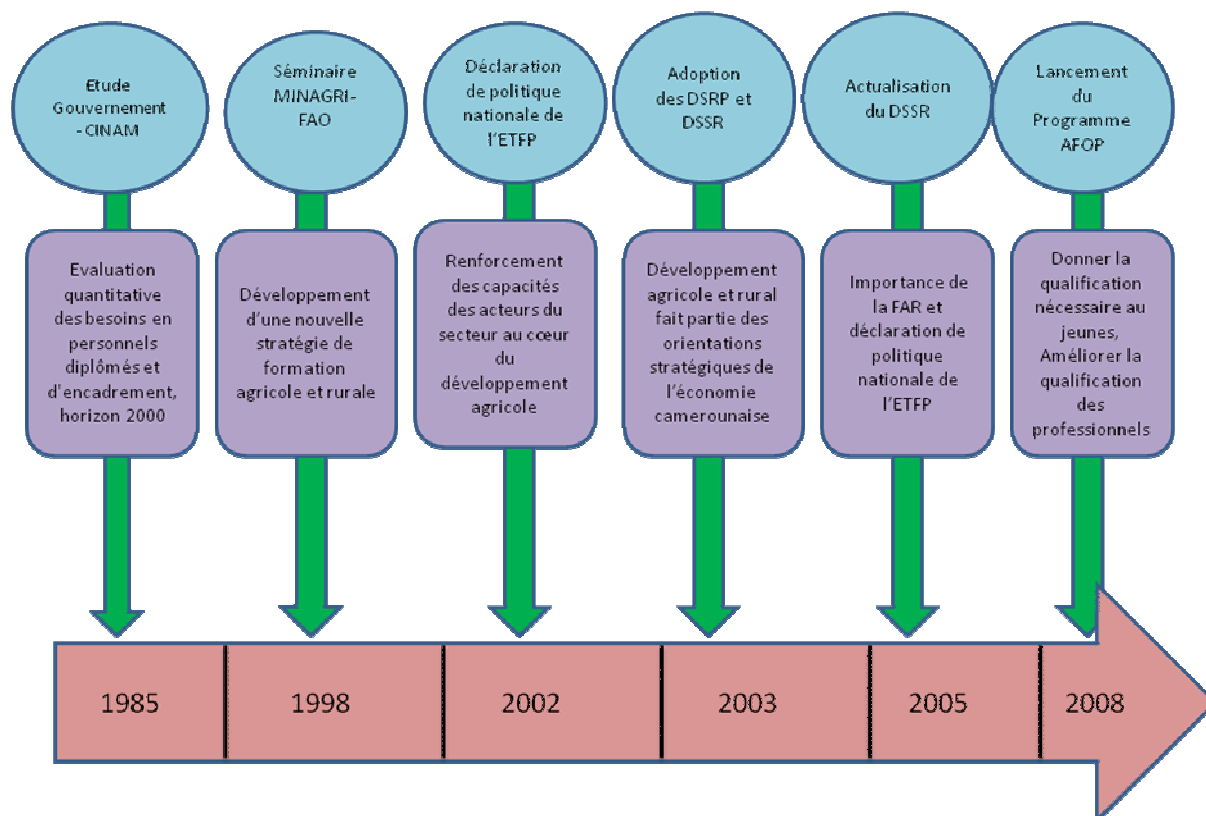 Etude
Gouvernement
- CINAM
Séminaire
MINAGRI-
FAO
Déclaration
de politique
nationale de
l'ETFP
Adoption
des DSRP et
DSSR
Actualisation
du DSSR
Lancement
du
Programme
AFOP
Evaluation
quantitative
des besoins en
personnels
diplômés et
d'encadrement,
horizon 2000
Développement
d'une nouvelle
stratégie de
formation
agricole et rurale
Renforcement
des capacités
des acteurs du
secteur au cœur
du
développement
agricole
Développement
agricole et rural
fait partie des
orientations
stratégiques de
l'économie
camerounaise
Importance de
la FAR et
déclaration de
politique
nationale de
l'ETFP
Donner la
qualification
nécessaire au
jeunes,
Améliorer la
qualification
des
professionnels
1985
1998
2002
2003
2005
2008